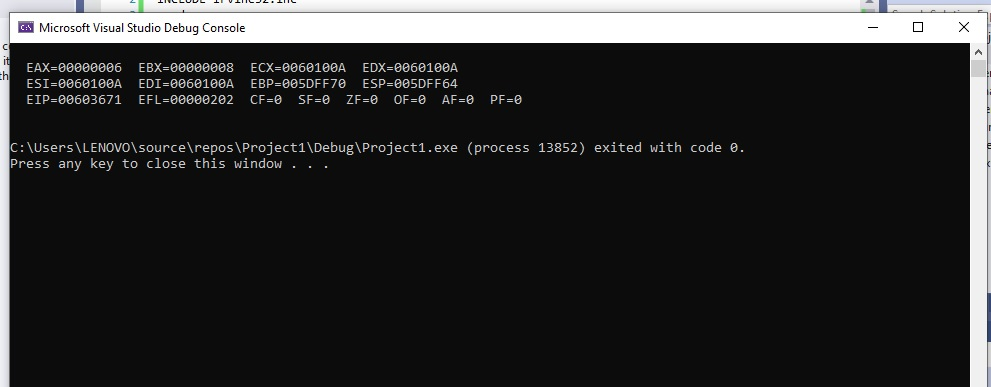 Microsoft Visual Studio Debug Console
EAX=00000006 EBX=00000008 ECX=0060100A EDX=0060100A
ESI=0060100A EDI=0060100A EBP=005DFF70 ESP=005DFF64
EIP=00603671 EFL=00000202 CF=0 SF=0 ZF=0 OF=0 AF=0 PF=0
C:\Users\LENOVO\source\repos\Project1\Debug\Project1.exe (process 13852) exited with code 0.
Press any key to close this window . . .